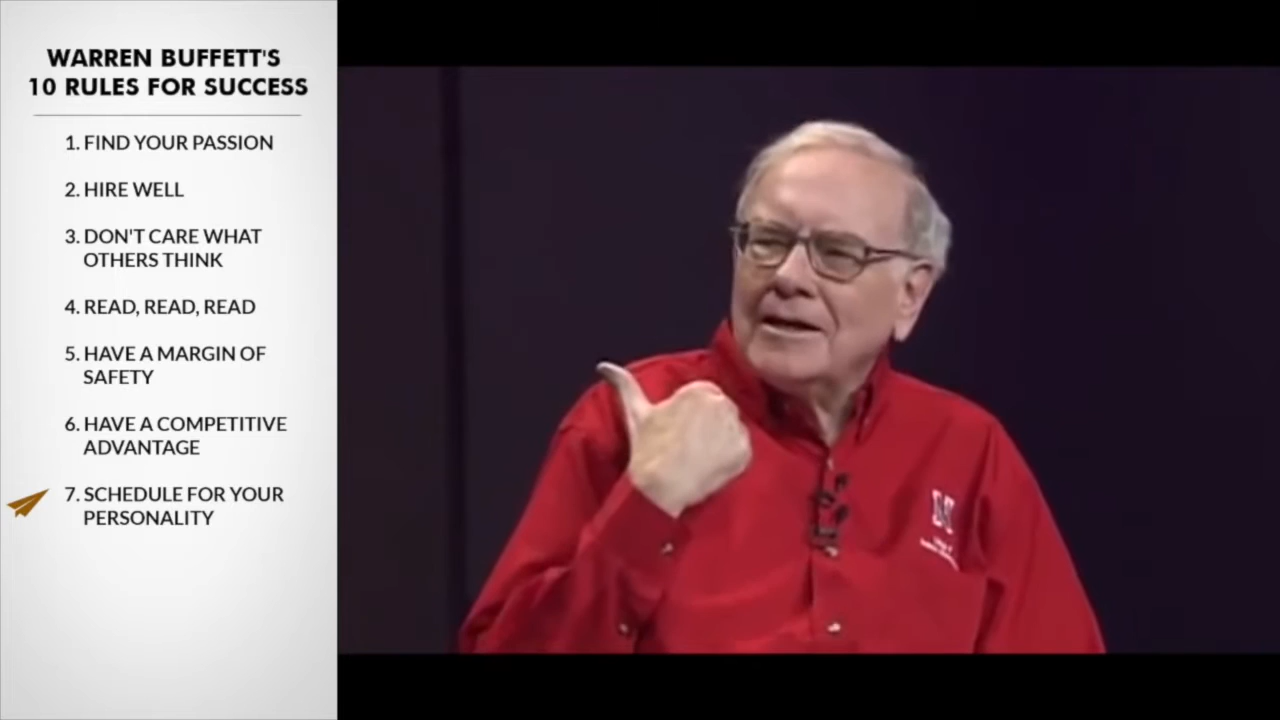 WARREN BUFFETT'S
10 RULES FOR SUCCESS
1. FIND YOUR PASSION
2. HIRE WELL
3. DON'T CARE WHAT
OTHERS THINK
4. READ, READ, READ
5. HAVE A MARGIN OF
SAFETY
6. HAVE A COMPETITIVE
ADVANTAGE
7. SCHEDULE FOR YOUR
PERSONALITY
N